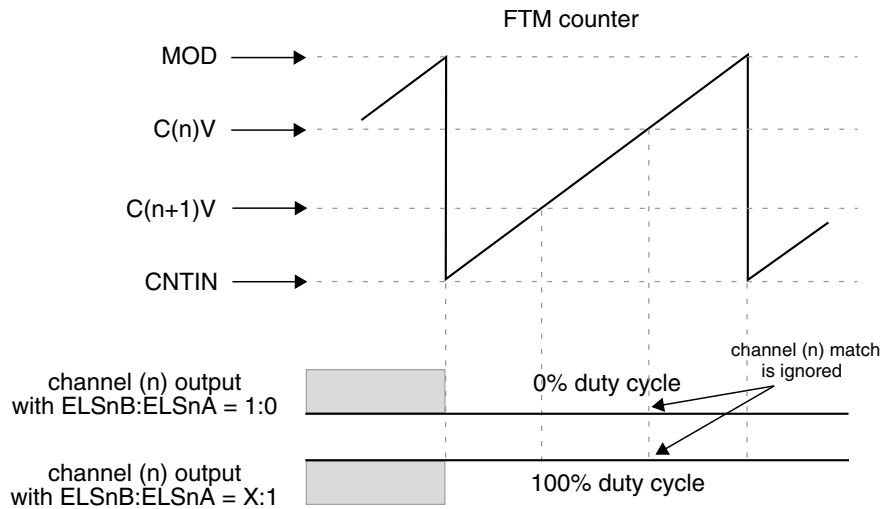 FTM counter
MOD
C(n)V
C(n+1)V
CNTIN
channel (n) match
is ignored
channel (n) output
with ELSnB:ELSnA = 1:0
0% duty cycle
channel (n) output
with ELSnB:ELSnA = X:1
100% duty cycle